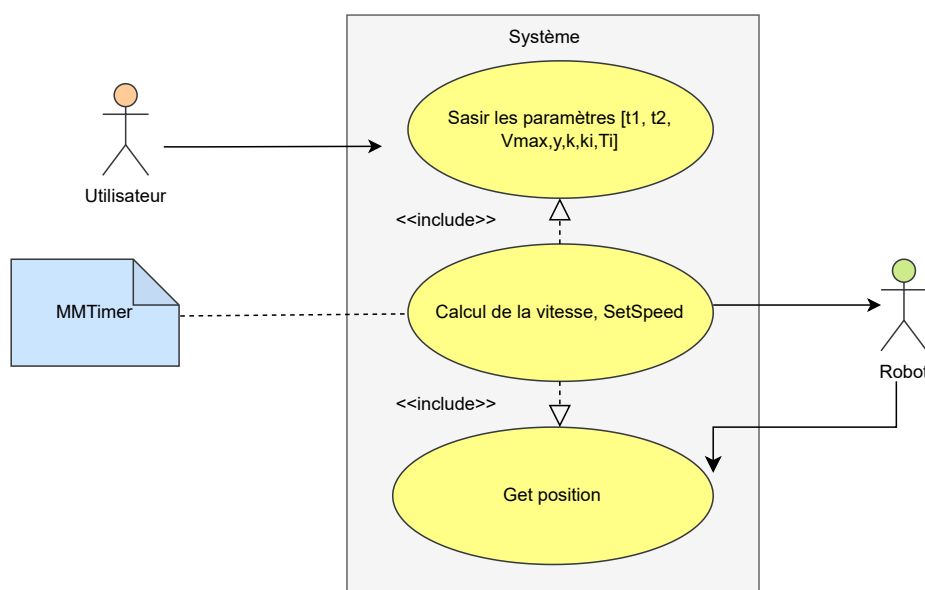 Système
Sasir les paramètres [t1, t2,
Vmax,y,k,ki,Ti]
Utilisateur
<<include>>
MMTimer
Calcul de la vitesse, SetSpeed
Robot
<<include>>
Get position